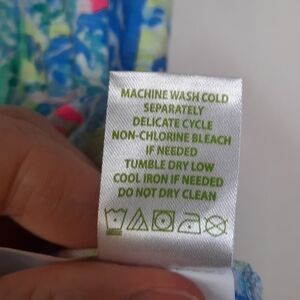 MACHINE WASH COLD
SEPARATELY
DELICATE CYCLE
NON-CHLORINE BLEACH
IF NEEDED
TUMBLE DRY LOW
COOL IRON IF NEEDED
DO NOT DRY CLEAN